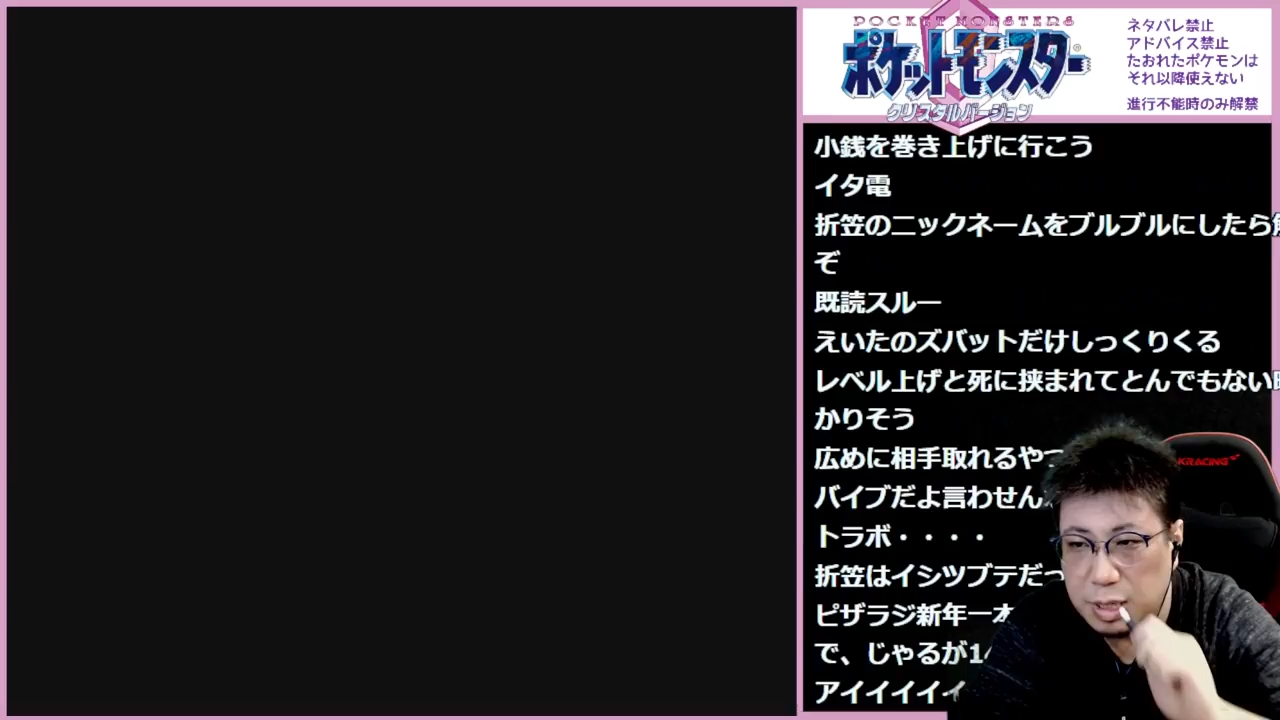 POCKET MONSTERS
ポケットモンスター
クリスタルバージョン
ネタバレ禁止
アドバイス禁止
たおれたポケモンは
それ以降使えない
進行不能時のみ解禁
小銭を巻き上げに行こう
イタ電
折笠のニックネームをブルブルにしたら
ぞ
既読スルー
えいたのズバットだけしっくりくる
レベル上げと死に挟まれてとんでもない
かりそう
広めに相手取れるやつ
バイブだよ言わせん
トラボ・・・・
折笠はイシツブテだっ
ピザラジ新年一本
で、じゃるが1
アイイイイイ
KRACING